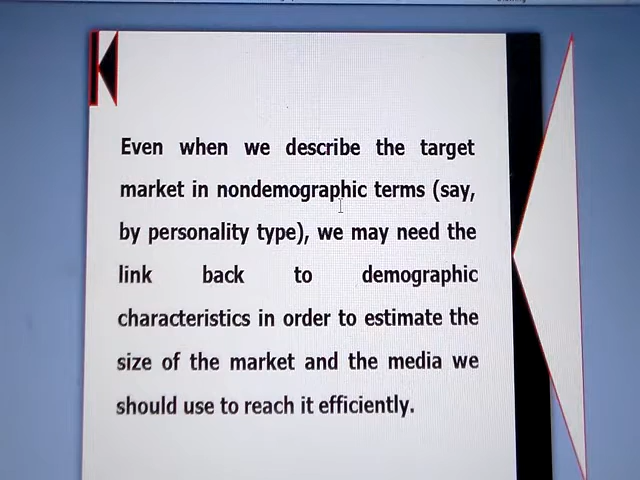 Even when we describe the target
market in nondemographic terms (say,
by personality type), we may need the
link back to demographic
characteristics in order to estimate the
size of the market and the media we
should use to reach it efficiently.